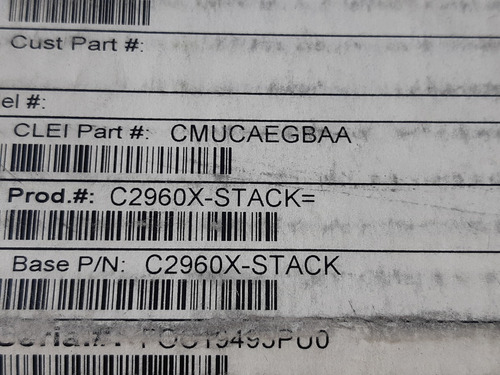 Cust Part #:
el #:
CLEI Part #: CMUCAEGBAA
Prod.#: C2960X-STACK=
Base P/N: C2960X-STACK